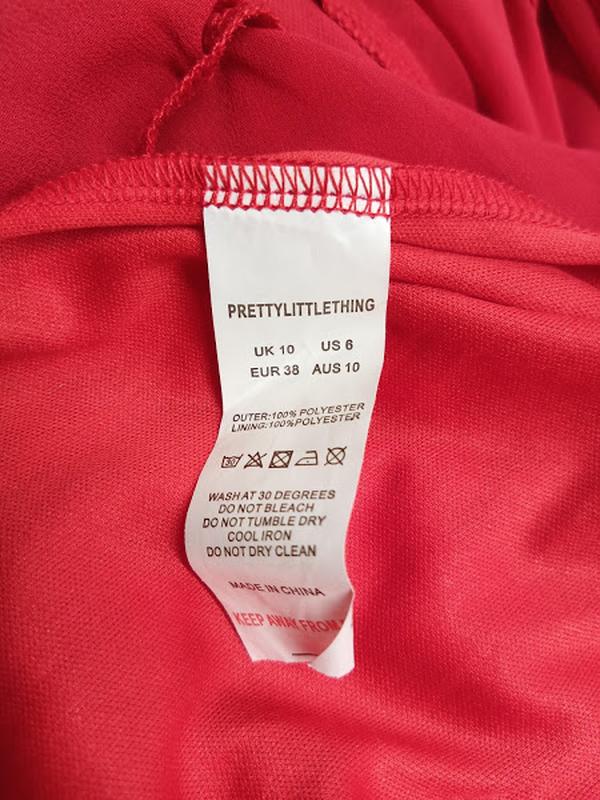 PRETTYLITTLETHING
UK 10 US 6
EUR 38 AUS 10
OUTER:100% POLYESTER
LINING:100%POLYESTER
30
WASH AT 30 DEGREES
DO NOT BLEACH
DO NOT TUMBLE DRY
COOL IRON
DO NOT DRY CLEAN
MADE IN CHINA
KEEP AWAY FROM